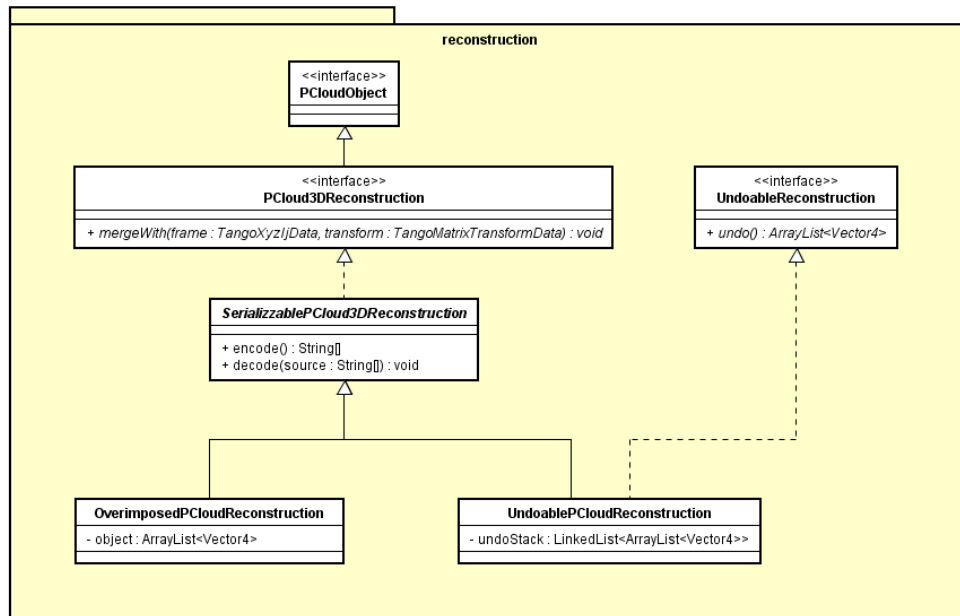 reconstruction
<<interface>>
PCloudObject
<<interface>>
PCloud3DReconstruction
+ mergeWith(frame : TangoXyzIjData, transform : TangoMatrixTransformData) : void
<<interface>>
UndoableReconstruction
+ undo() : ArrayList<Vector4>
SerializzablePCloud3DReconstruction
+ encode() : String[]
+ decode(source : String[]) : void
OverimposedPCloudReconstruction
- object : ArrayList<Vector4>
UndoablePCloudReconstruction
- undoStack : LinkedList<ArrayList<Vector4>>